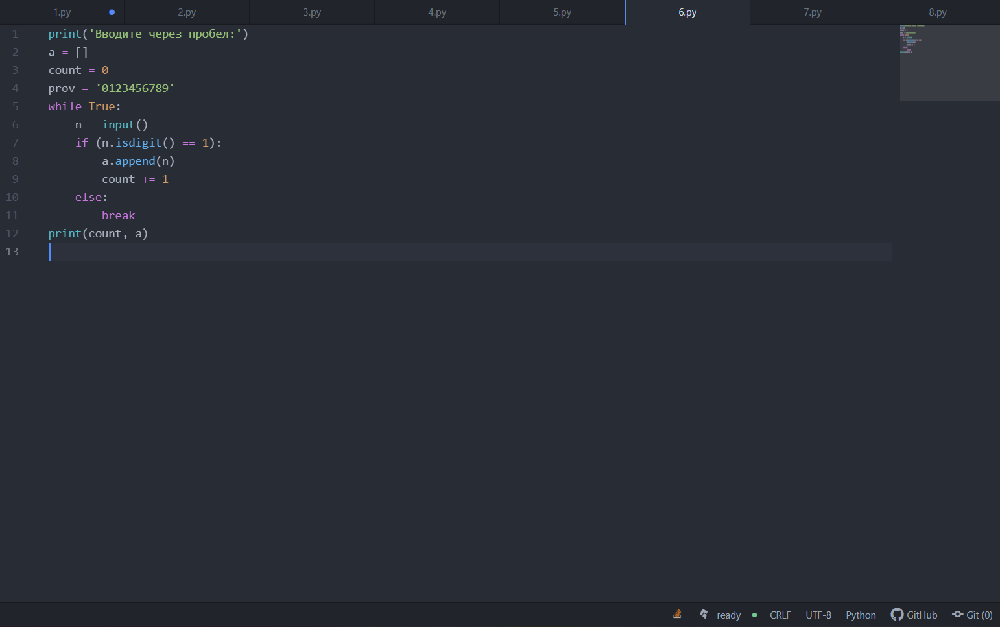 1.py 2.py 3.py 4.py 5.py 6.py 7.py 8.py
1 print('Вводите через пробел:')
2 a = []
3 count = 0
4 prov = '0123456789'
5 while True:
6     n = input()
7     if (n.isdigit() == 1):
8         a.append(n)
9         count += 1
10     else:
11         break
12 print(count, a)
13
ready CRLF UTF-8 Python GitHub Git (0)